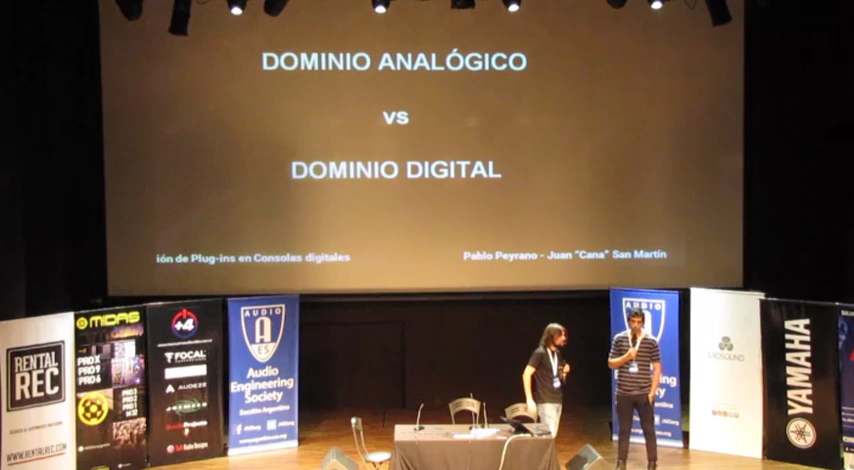 DOMINIO ANALÓGICO
vs
DOMINIO DIGITAL
ión de Plug-ins en Consolas digitales
Pablo Peyrano - Juan "Cana" San Martín
RENTAL
REC
WWW.RENTALREC.COM
MIDAS
PRO X
PRO 9
PRO 6
+4
FOCAL
AUDEZE
AUDIO
AES
Audio
Engineering
Society
Sección Argentina
AUDIO
Society
YAMAHA